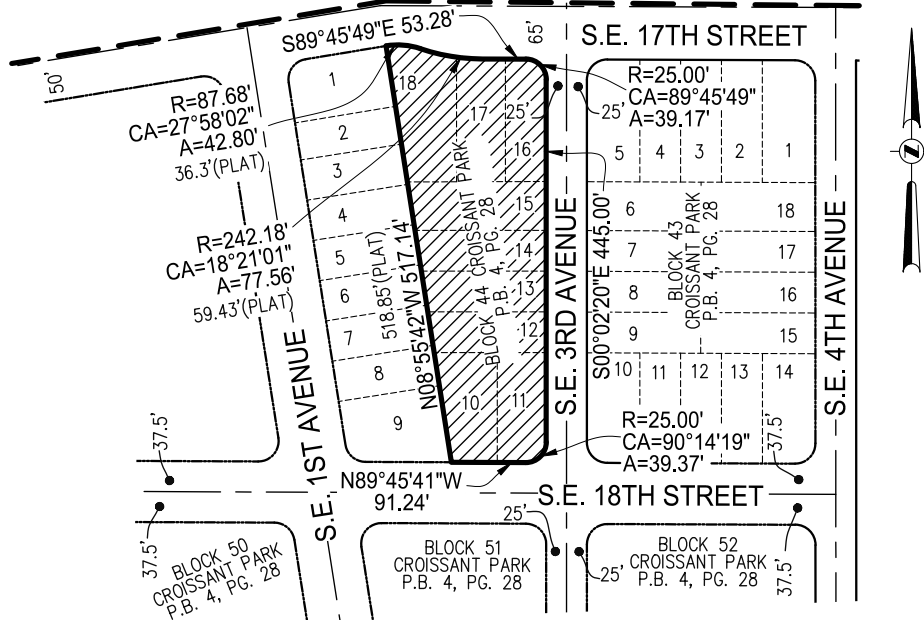 S89°45'49"E 53.28'
65'
S.E. 17TH STREET
50'
R=87.68'
CA=27°58'02"
A=42.80'
36.3'(PLAT)
R=25.00'
CA=89°45'49"
A=39.17'
25'
25'
1
2
3
4
5
6
7
8
9
18
17
16
15
14
13
12
11
10
BLOCK 44 CROISSANT PARK
P.B. 4, PG. 28
R=242.18'
CA=18°21'01"
A=77.56'
59.43'(PLAT)
518.85'(PLAT)
N08°55'42"W 517.14'
S.E. 1ST AVENUE
S.E. 3RD AVENUE
S00°02'20"E 445.00'
5
4
3
2
1
6
7
8
9
10
11
12
13
14
18
17
16
15
BLOCK 43
CROISSANT PARK
P.B. 4, PG. 28
S.E. 4TH AVENUE
Z
R=25.00'
CA=90°14'19"
A=39.37'
37.5'
37.5'
N89°45'41"W
91.24'
S.E. 18TH STREET
25'
25'
37.5'
37.5'
BLOCK 50
CROISSANT PARK
P.B. 4, PG. 28
BLOCK 51
CROISSANT PARK
P.B. 4, PG. 28
BLOCK 52
CROISSANT PARK
P.B. 4, PG. 28